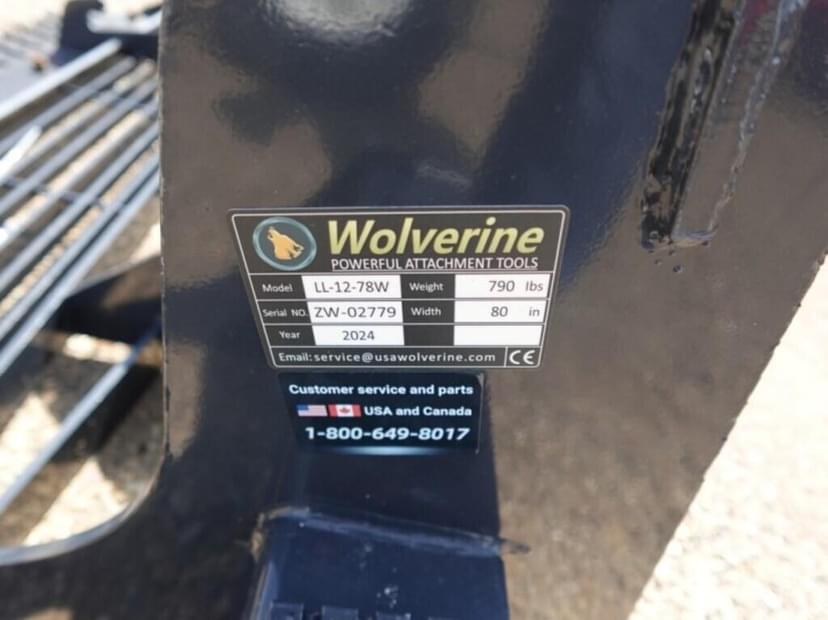 Wolverine
POWERFUL ATTACHMENT TOOLS
Model LL-12-78W Weight 790 lbs
Serial NO. ZW-02779 Width 80 in
Year 2024
Email: service@usawolverine.com CE
Customer service and parts
USA and Canada
1-800-649-8017